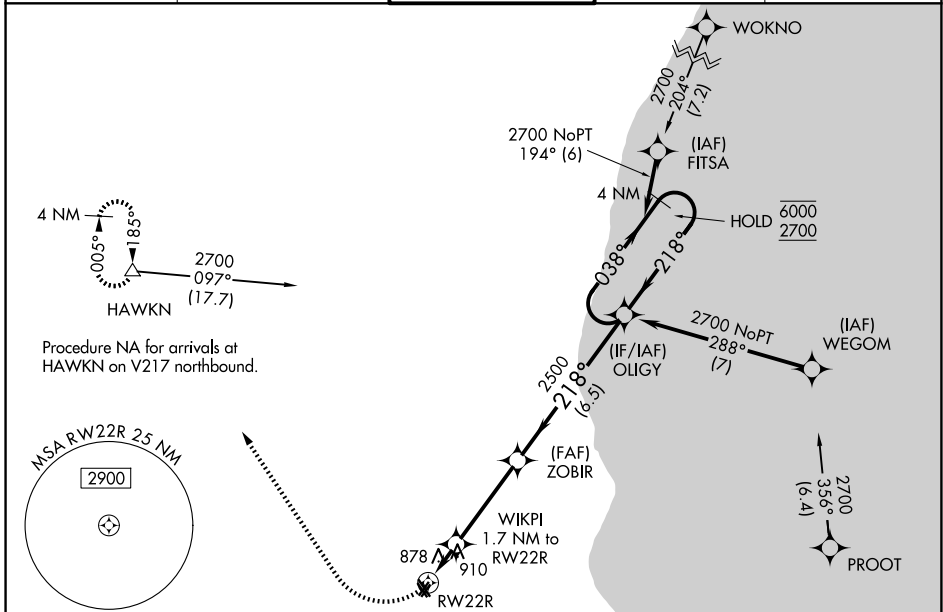 WOKNO
2700
204°
(7.2)
2700 NoPT
194° (6)
(IAF)
FITSA
4 NM
HOLD
6000
2700
4 NM
005°
185°
2700
097°
(17.7)
HAWKN
038°
218°
2700 NoPT
288°
(7)
(IAF)
WEGOM
(IF/IAF)
OLIGY
Procedure NA for arrivals at
HAWKN on V217 northbound.
2500
218°
(6.5)
MSA RW22R 25 NM
2900
(FAF)
ZOBIR
2700
356°
(6.4)
WIKPI
1.7 NM to
RW22R
878
910
PROOT
RW22R